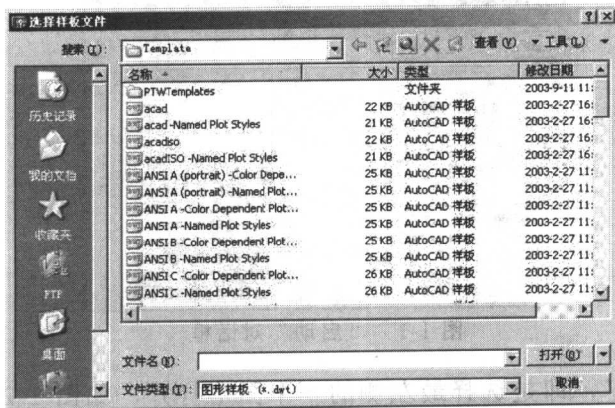 选择样板文件
搜索(I): Template 查看(V) 工具(L)
名称 大小 类型 修改日期
PTWTemplates 文件夹 2003-9-11 11:
acad 22 KB AutoCAD 样板 2003-2-27 16:
acad -Named Plot Styles 21 KB AutoCAD 样板 2003-2-27 16:
acadiso 22 KB AutoCAD 样板 2003-2-27 16:
acadISO -Named Plot Styles 21 KB AutoCAD 样板 2003-2-27 16:
ANSI A (portrait) -Color Depe... 25 KB AutoCAD 样板 2003-2-27 11:
ANSI A (portrait) -Named Plot... 25 KB AutoCAD 样板 2003-2-27 11:
ANSI A -Color Dependent Plot... 25 KB AutoCAD 样板 2003-2-27 11:
ANSI A -Named Plot Styles 25 KB AutoCAD 样板 2003-2-27 11:
ANSI B -Color Dependent Plot... 25 KB AutoCAD 样板 2003-2-27 11:
ANSI B -Named Plot Styles 25 KB AutoCAD 样板 2003-2-27 11:
ANSI C -Color Dependent Plot... 26 KB AutoCAD 样板 2003-2-27 11:
ANSI C -Named Plot Styles 26 KB AutoCAD 样板 2003-2-27 11:
历史记录
我的文档
收藏夹
FTP
桌面
文件名(N): 打开(O)
文件类型(T): 图形样板 (*.dwt) 取消